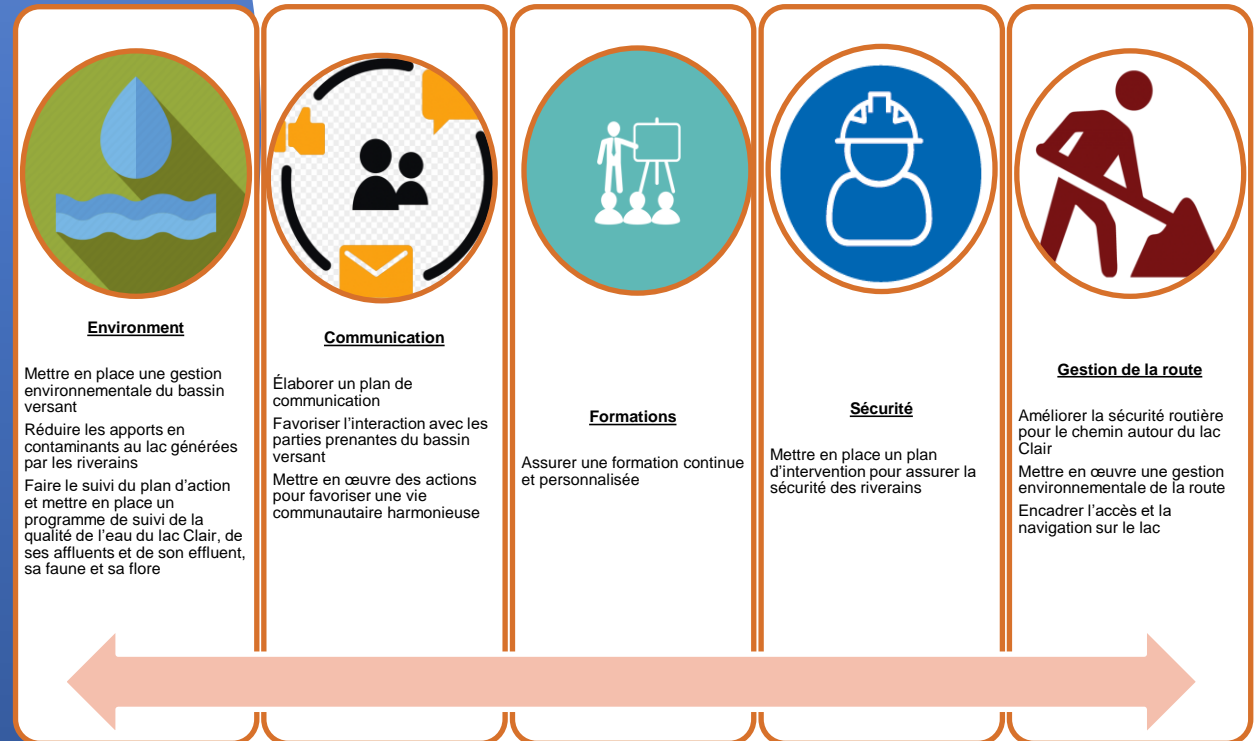 Environment
Mettre en place une gestion
environnementale du bassin
versant
Réduire les apports en
contaminants au lac générées
par les riverains
Faire le suivi du plan d'action
et mettre en place un
programme de suivi de la
qualité de l'eau du lac Clair, de
ses affluents et de son effluent,
sa faune et sa flore
Communication
Élaborer un plan de
communication
Favoriser l'interaction avec les
parties prenantes du bassin
versant
Mettre en œuvre des actions
pour favoriser une vie
communautaire harmonieuse
Formations
Assurer une formation continue
et personnalisée
Sécurité
Mettre en place un plan
d'intervention pour assurer la
sécurité des riverains
Gestion de la route
Améliorer la sécurité routière
pour le chemin autour du lac
Clair
Mettre en œuvre une gestion
environnementale de la route
Encadrer l'accès et la
navigation sur le lac